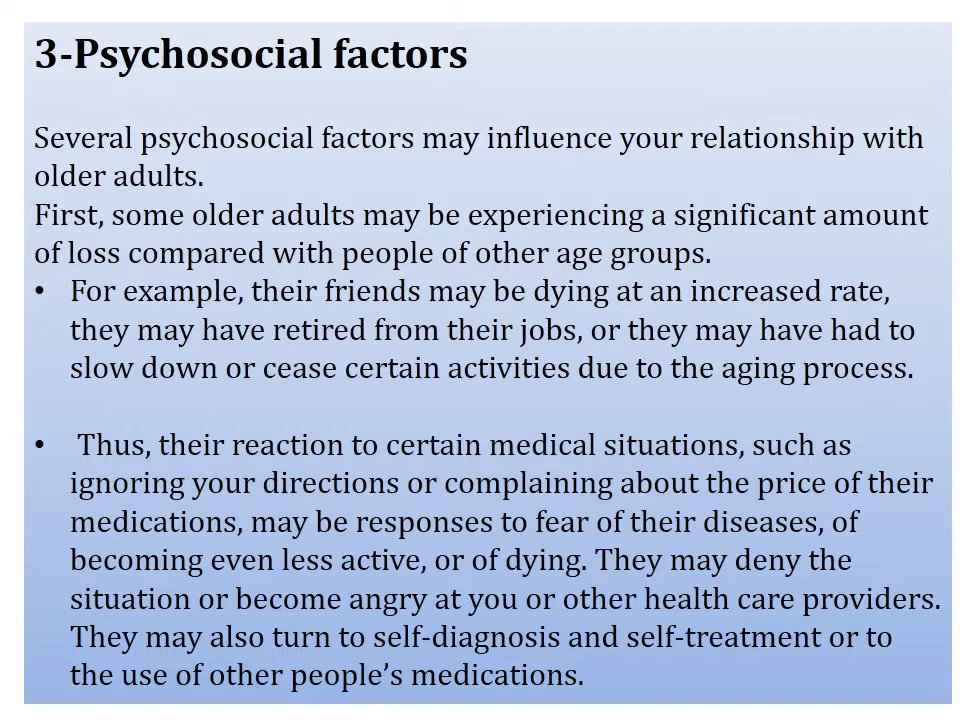 3-Psychosocial factors
Several psychosocial factors may influence your relationship with
older adults.
First, some older adults may be experiencing a significant amount
of loss compared with people of other age groups.
• For example, their friends may be dying at an increased rate,
they may have retired from their jobs, or they may have had to
slow down or cease certain activities due to the aging process.
• Thus, their reaction to certain medical situations, such as
ignoring your directions or complaining about the price of their
medications, may be responses to fear of their diseases, of
becoming even less active, or of dying. They may deny the
situation or become angry at you or other health care providers.
They may also turn to self-diagnosis and self-treatment or to
the use of other people’s medications.